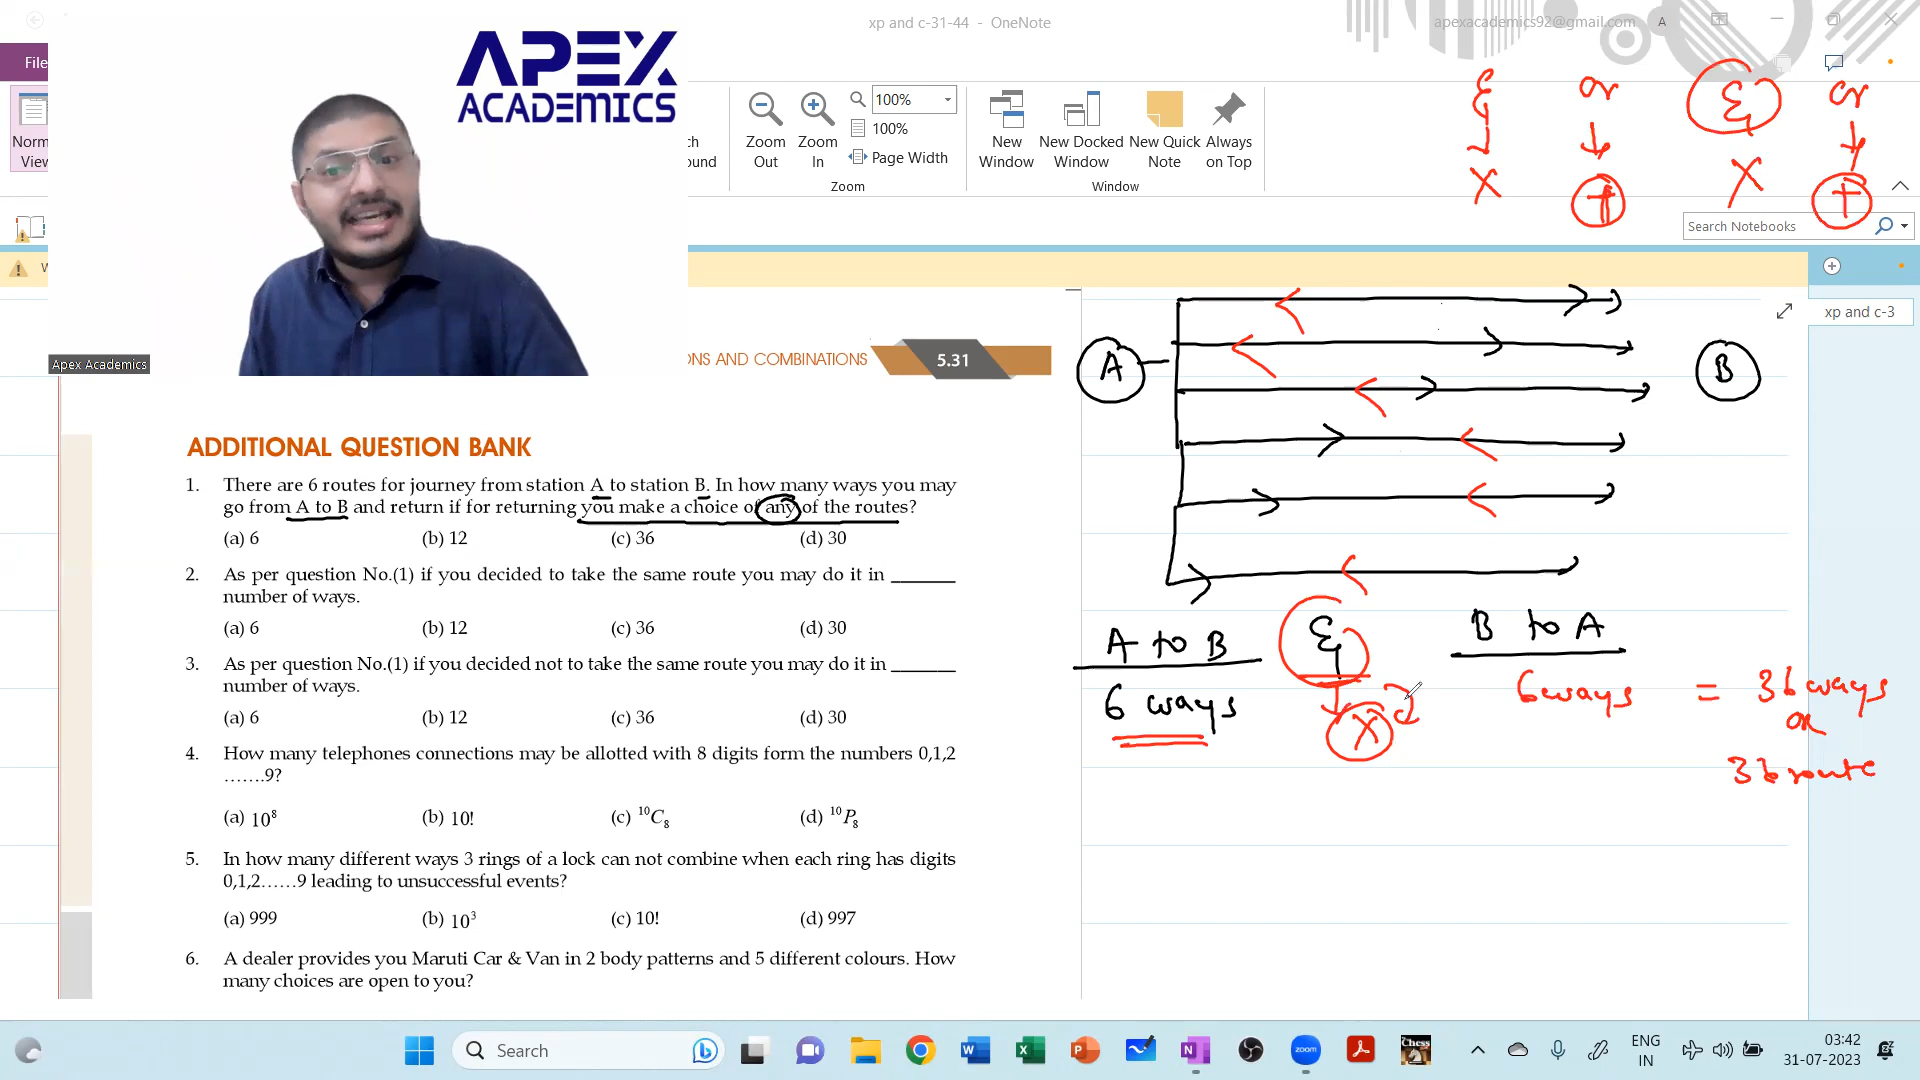 xp and c-31-44 - OneNote
apexacademics92@gmail.com A
File
APEX
ACADEMICS
100%
100%
Page Width
Zoom
Out
Zoom
In
Zoom
New
Window
New Docked
Window
New Quick
Note
Always
on Top
Window
& or & or
X + X +
Norm
View
Search Notebooks
W
xp and c-3
Apex Academics
ONS AND COMBINATIONS 5.31
ADDITIONAL QUESTION BANK
1. There are 6 routes for journey from station A to station B. In how many ways you may
go from A to B and return if for returning you make a choice of any of the routes?
(a) 6 (b) 12 (c) 36 (d) 30
2. As per question No.(1) if you decided to take the same route you may do it in _______
number of ways.
(a) 6 (b) 12 (c) 36 (d) 30
3. As per question No.(1) if you decided not to take the same route you may do it in _______
number of ways.
(a) 6 (b) 12 (c) 36 (d) 30
4. How many telephones connections may be allotted with 8 digits form the numbers 0,1,2
.......9?
(a) 10⁸ (b) 10! (c) ¹⁰C₈ (d) ¹⁰P₈
5. In how many different ways 3 rings of a lock can not combine when each ring has digits
0,1,2......9 leading to unsuccessful events?
(a) 999 (b) 10³ (c) 10! (d) 997
6. A dealer provides you Maruti Car & Van in 2 body patterns and 5 different colours. How
many choices are open to you?
A B
A to B & B to A
6 ways X 6 ways = 36 ways
or
36 route
Search
ENG
IN
03:42
31-07-2023